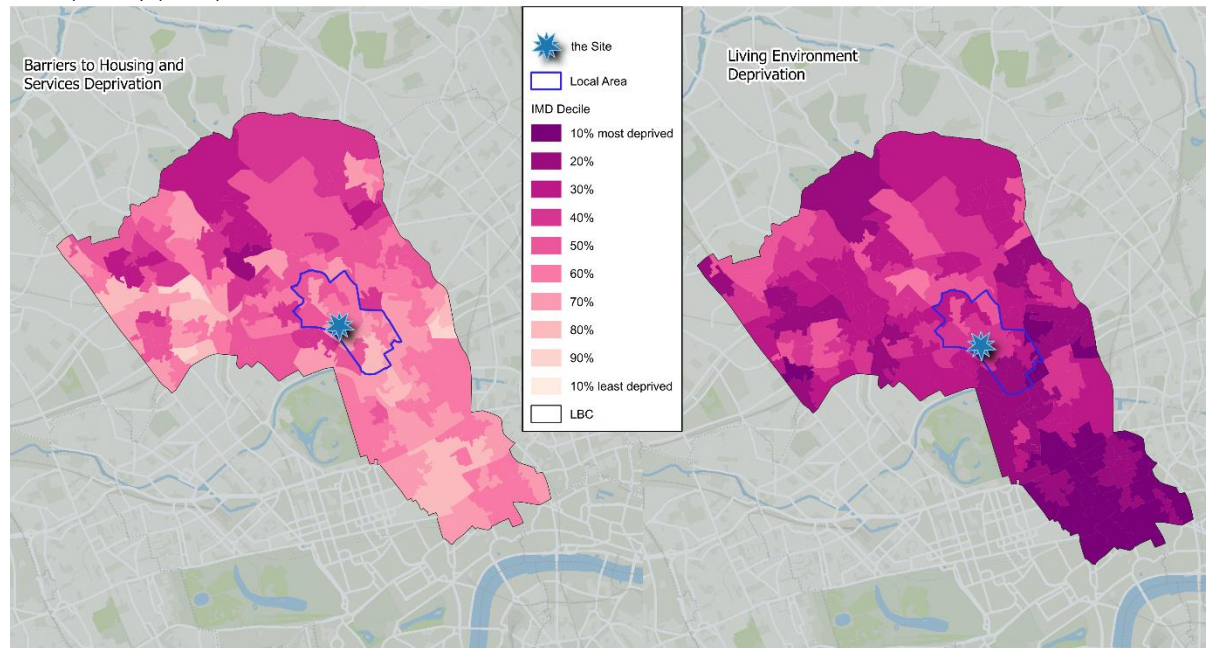 Barriers to Housing and
Services Deprivation
the Site
Local Area
IMD Decile
10% most deprived
20%
30%
40%
50%
60%
70%
80%
90%
10% least deprived
LBC
Living Environment
Deprivation